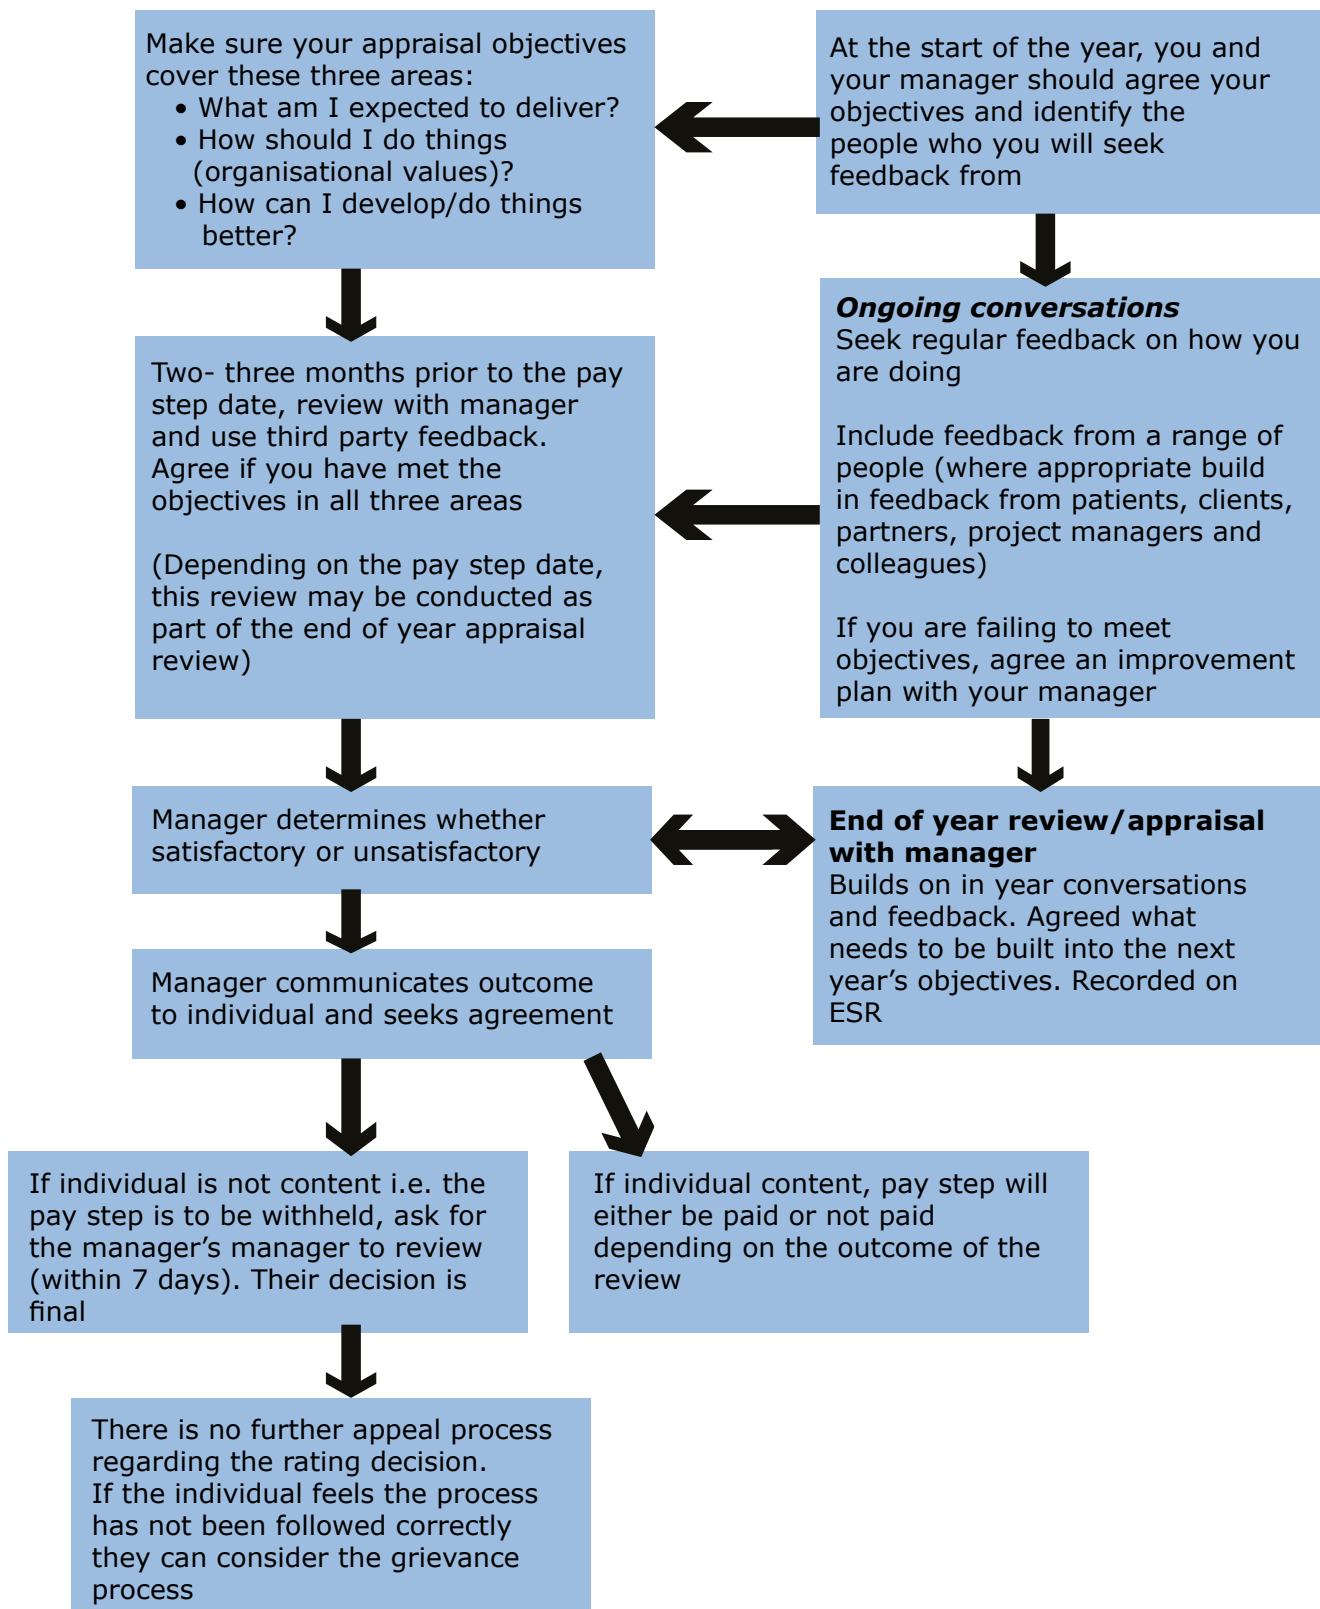 Make sure your appraisal objectives
cover these three areas:
• What am I expected to deliver?
• How should I do things
(organisational values)?
• How can I develop/do things
better?
At the start of the year, you and
your manager should agree your
objectives and identify the
people who you will seek
feedback from
Ongoing conversations
Seek regular feedback on how you
are doing
Include feedback from a range of
people (where appropriate build
in feedback from patients, clients,
partners, project managers and
colleagues)
If you are failing to meet
objectives, agree an improvement
plan with your manager
Two- three months prior to the pay
step date, review with manager
and use third party feedback.
Agree if you have met the
objectives in all three areas
(Depending on the pay step date,
this review may be conducted as
part of the end of year appraisal
review)
Manager determines whether
satisfactory or unsatisfactory
End of year review/appraisal
with manager
Builds on in year conversations
and feedback. Agreed what
needs to be built into the next
year’s objectives. Recorded on
ESR
Manager communicates outcome
to individual and seeks agreement
If individual is not content i.e. the
pay step is to be withheld, ask for
the manager’s manager to review
(within 7 days). Their decision is
final
If individual content, pay step will
either be paid or not paid
depending on the outcome of the
review
There is no further appeal process
regarding the rating decision.
If the individual feels the process
has not been followed correctly
they can consider the grievance
process